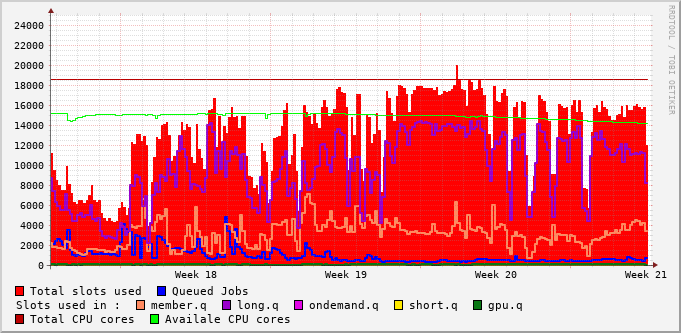 24000
22000
20000
18000
16000
14000
12000
10000
8000
6000
4000
2000
0
Week 18 Week 19 Week 20 Week 21
RRDTOOL / TOBI OETIKER
Total slots used Queued Jobs
Slots used in : member.q long.q ondemand.q short.q gpu.q
Total CPU cores Availale CPU cores